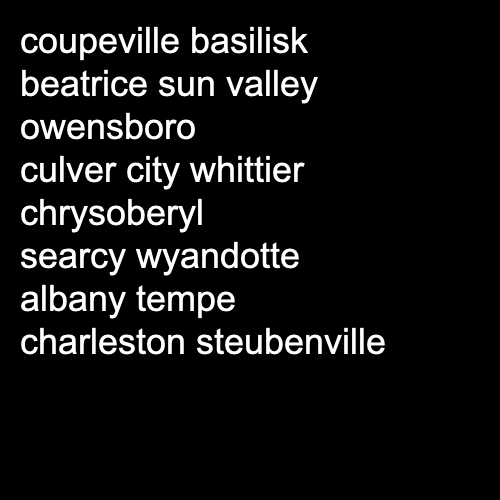 coupeville basilisk
beatrice sun valley
owensboro
culver city whittier
chrysoberyl
searcy wyandotte
albany tempe
charleston steubenville